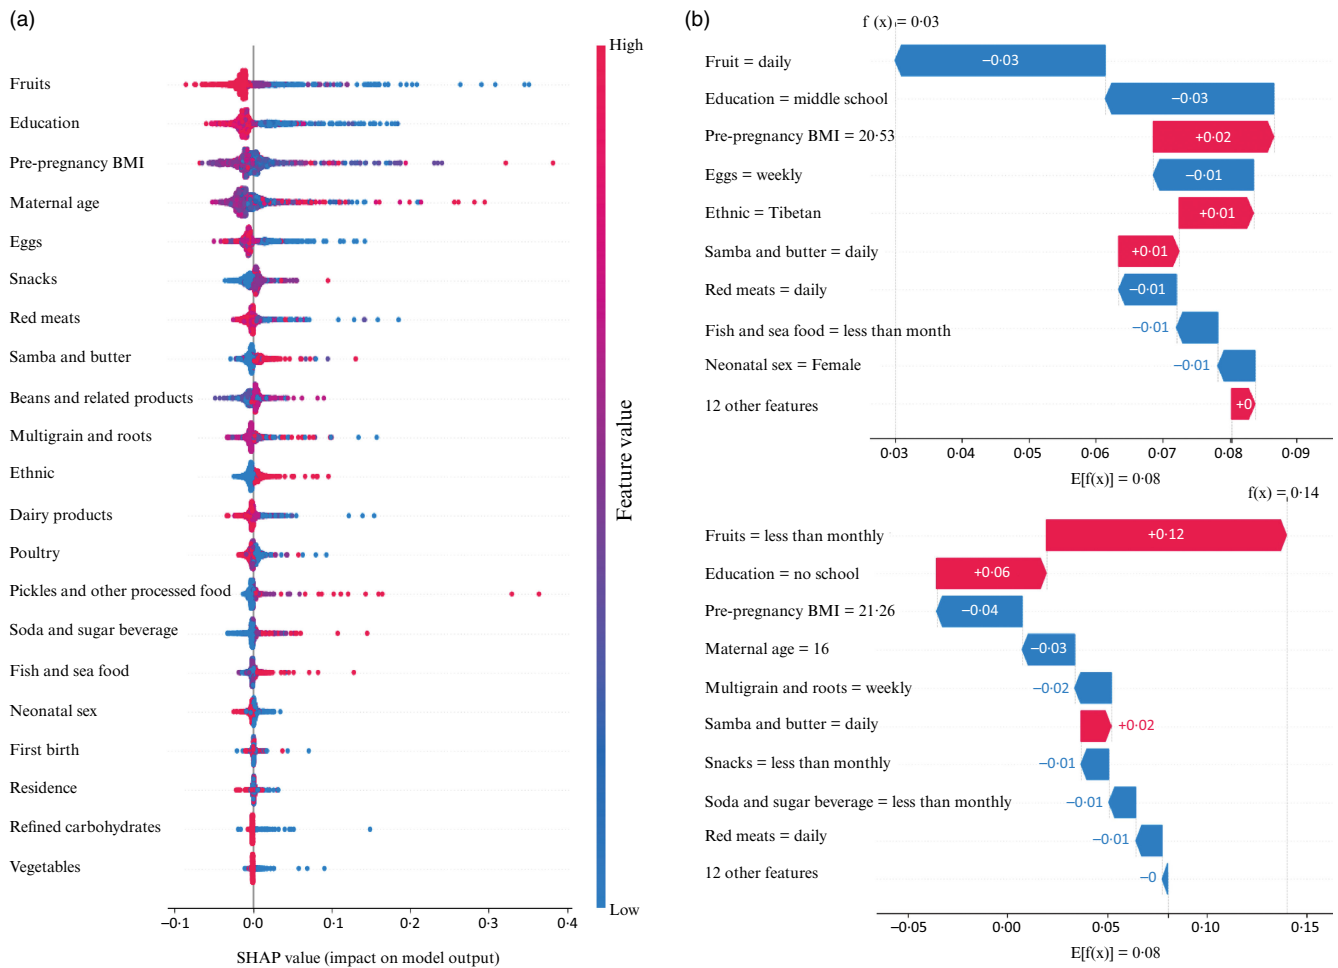 (a)
High
Fruits
Education
Pre-pregnancy BMI
Maternal age
Eggs
Snacks
Red meats
Samba and butter
Beans and related products
Multigrain and roots
Ethnic
Dairy products
Poultry
Pickles and other processed food
Soda and sugar beverage
Fish and sea food
Neonatal sex
First birth
Residence
Refined carbohydrates
Vegetables
Low
Feature value
−0·1 0·0 0·1 0·2 0·3 0·4
SHAP value (impact on model output)
(b)
f (x) = 0·03
Fruit = daily −0·03
Education = middle school −0·03
Pre-pregnancy BMI = 20·53 +0·02
Eggs = weekly −0·01
Ethnic = Tibetan +0·01
Samba and butter = daily +0·01
Red meats = daily −0·01
Fish and sea food = less than month −0·01
Neonatal sex = Female −0·01
12 other features +0
0·03 0·04 0·05 0·06 0·07 0·08 0·09
E[f(x)] = 0·08
f(x) = 0·14
Fruits = less than monthly +0·12
Education = no school +0·06
Pre-pregnancy BMI = 21·26 −0·04
Maternal age = 16 −0·03
Multigrain and roots = weekly −0·02
Samba and butter = daily +0·02
Snacks = less than monthly −0·01
Soda and sugar beverage = less than monthly −0·01
Red meats = daily −0·01
12 other features −0
−0·05 0·00 0·05 0·10 0·15
E[f(x)] = 0·08